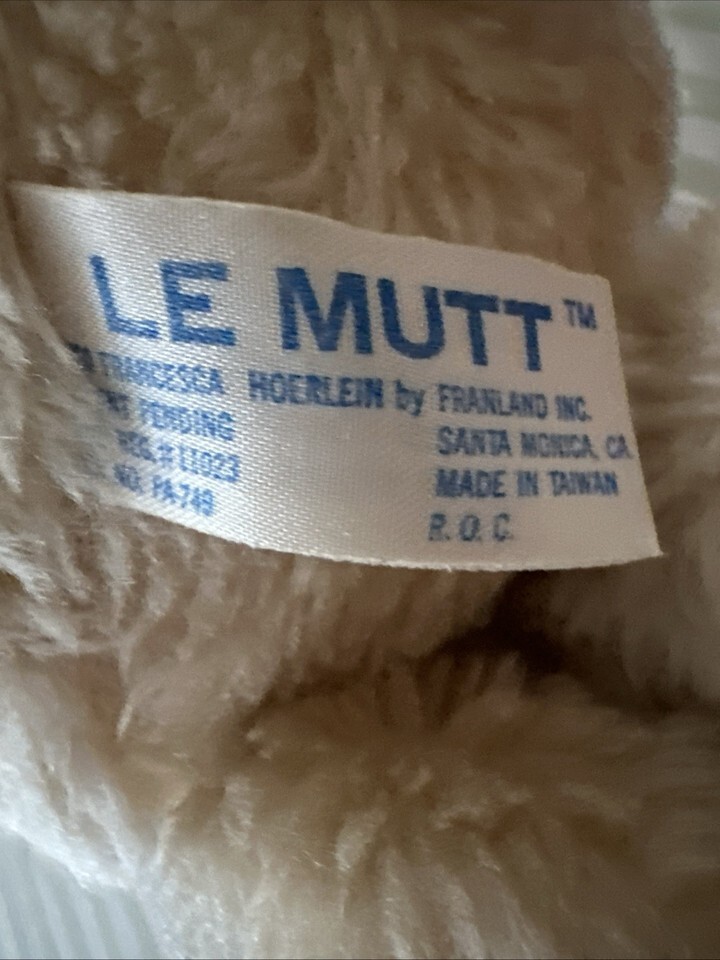 LE MUTT™
FRANCESCA HOERLEIN by FRANLAND INC.
PENDING SANTA MONICA, CA.
REG.#11023 MADE IN TAIWAN
NO. PA-749 R. O. C.